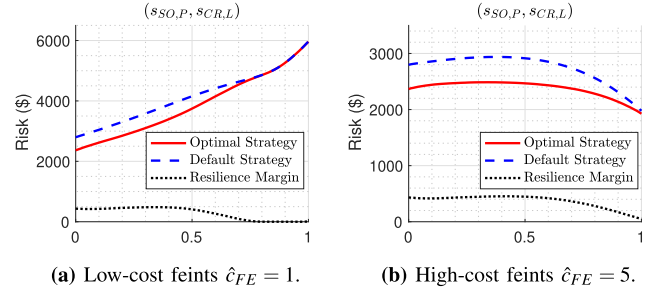 (s_{SO,P}, s_{CR,L})
Risk ($)
6000
4000
2000
0
Optimal Strategy
Default Strategy
Resilience Margin
0
0.5
1
(a) Low-cost feints ĉ_{FE} = 1.
(s_{SO,P}, s_{CR,L})
Risk ($)
3000
2000
1000
0
Optimal Strategy
Default Strategy
Resilience Margin
0
0.5
1
(b) High-cost feints ĉ_{FE} = 5.